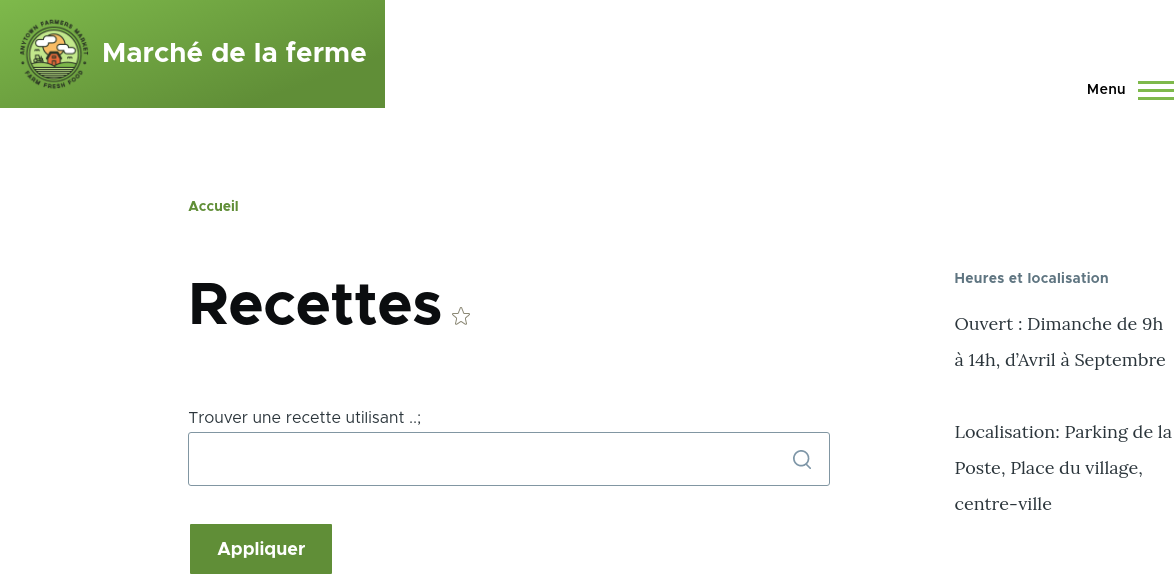 ANYTOWN FARMERS MARKET
FARM FRESH FOOD
Marché de la ferme
Menu
Accueil
Recettes
Trouver une recette utilisant ..;
Appliquer
Heures et localisation
Ouvert : Dimanche de 9h
à 14h, d’Avril à Septembre
Localisation: Parking de la
Poste, Place du village,
centre-ville